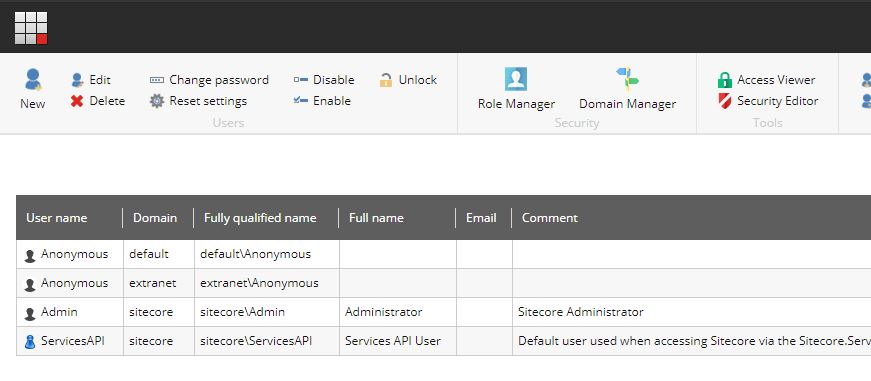 Edit Change password Disable Unlock
New Delete Reset settings Enable Role Manager Domain Manager Access Viewer Security Editor
Users Security Tools
User name Domain Fully qualified name Full name Email Comment
Anonymous default default\Anonymous
Anonymous extranet extranet\Anonymous
Admin sitecore sitecore\Admin Administrator Sitecore Administrator
ServicesAPI sitecore sitecore\ServicesAPI Services API User Default user used when accessing Sitecore via the Sitecore.Serv